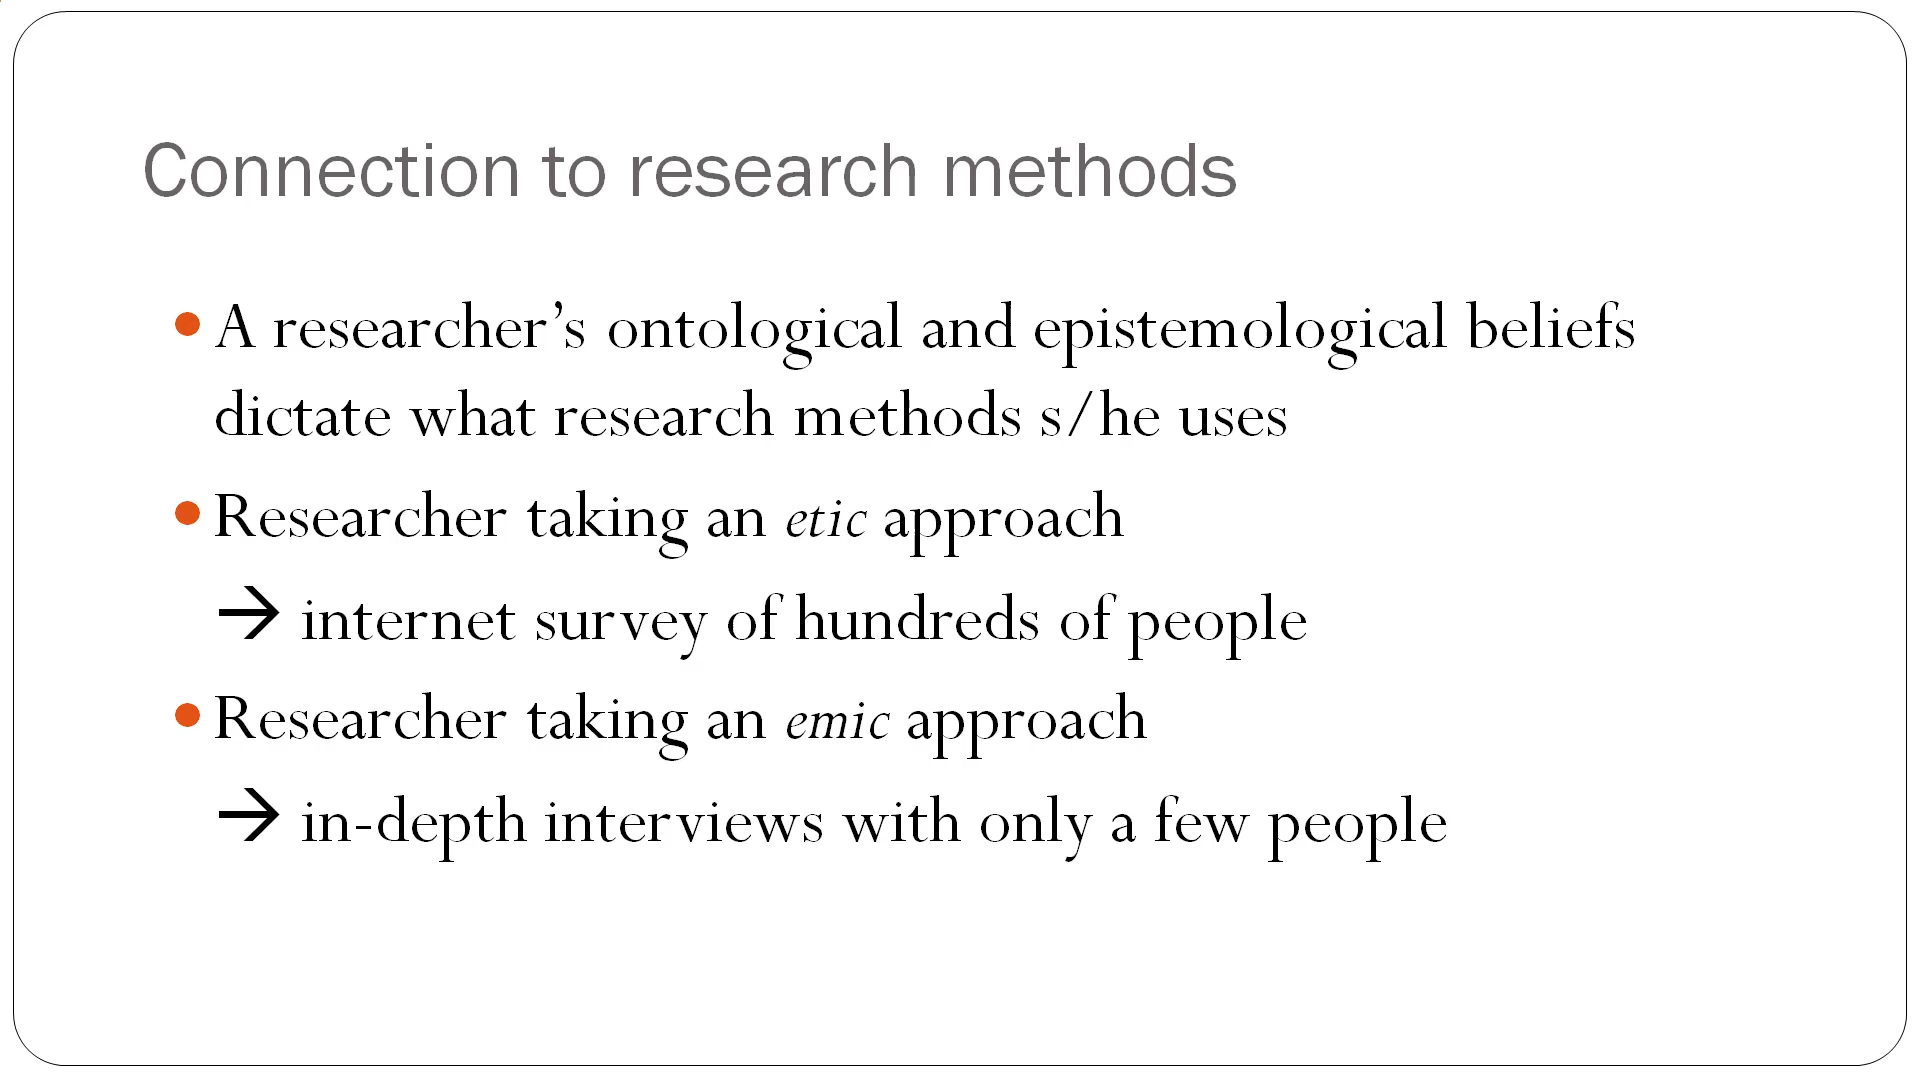 Connection to research methods
• A researcher’s ontological and epistemological beliefs
dictate what research methods s/he uses
• Researcher taking an etic approach
→ internet survey of hundreds of people
• Researcher taking an emic approach
→ in-depth interviews with only a few people